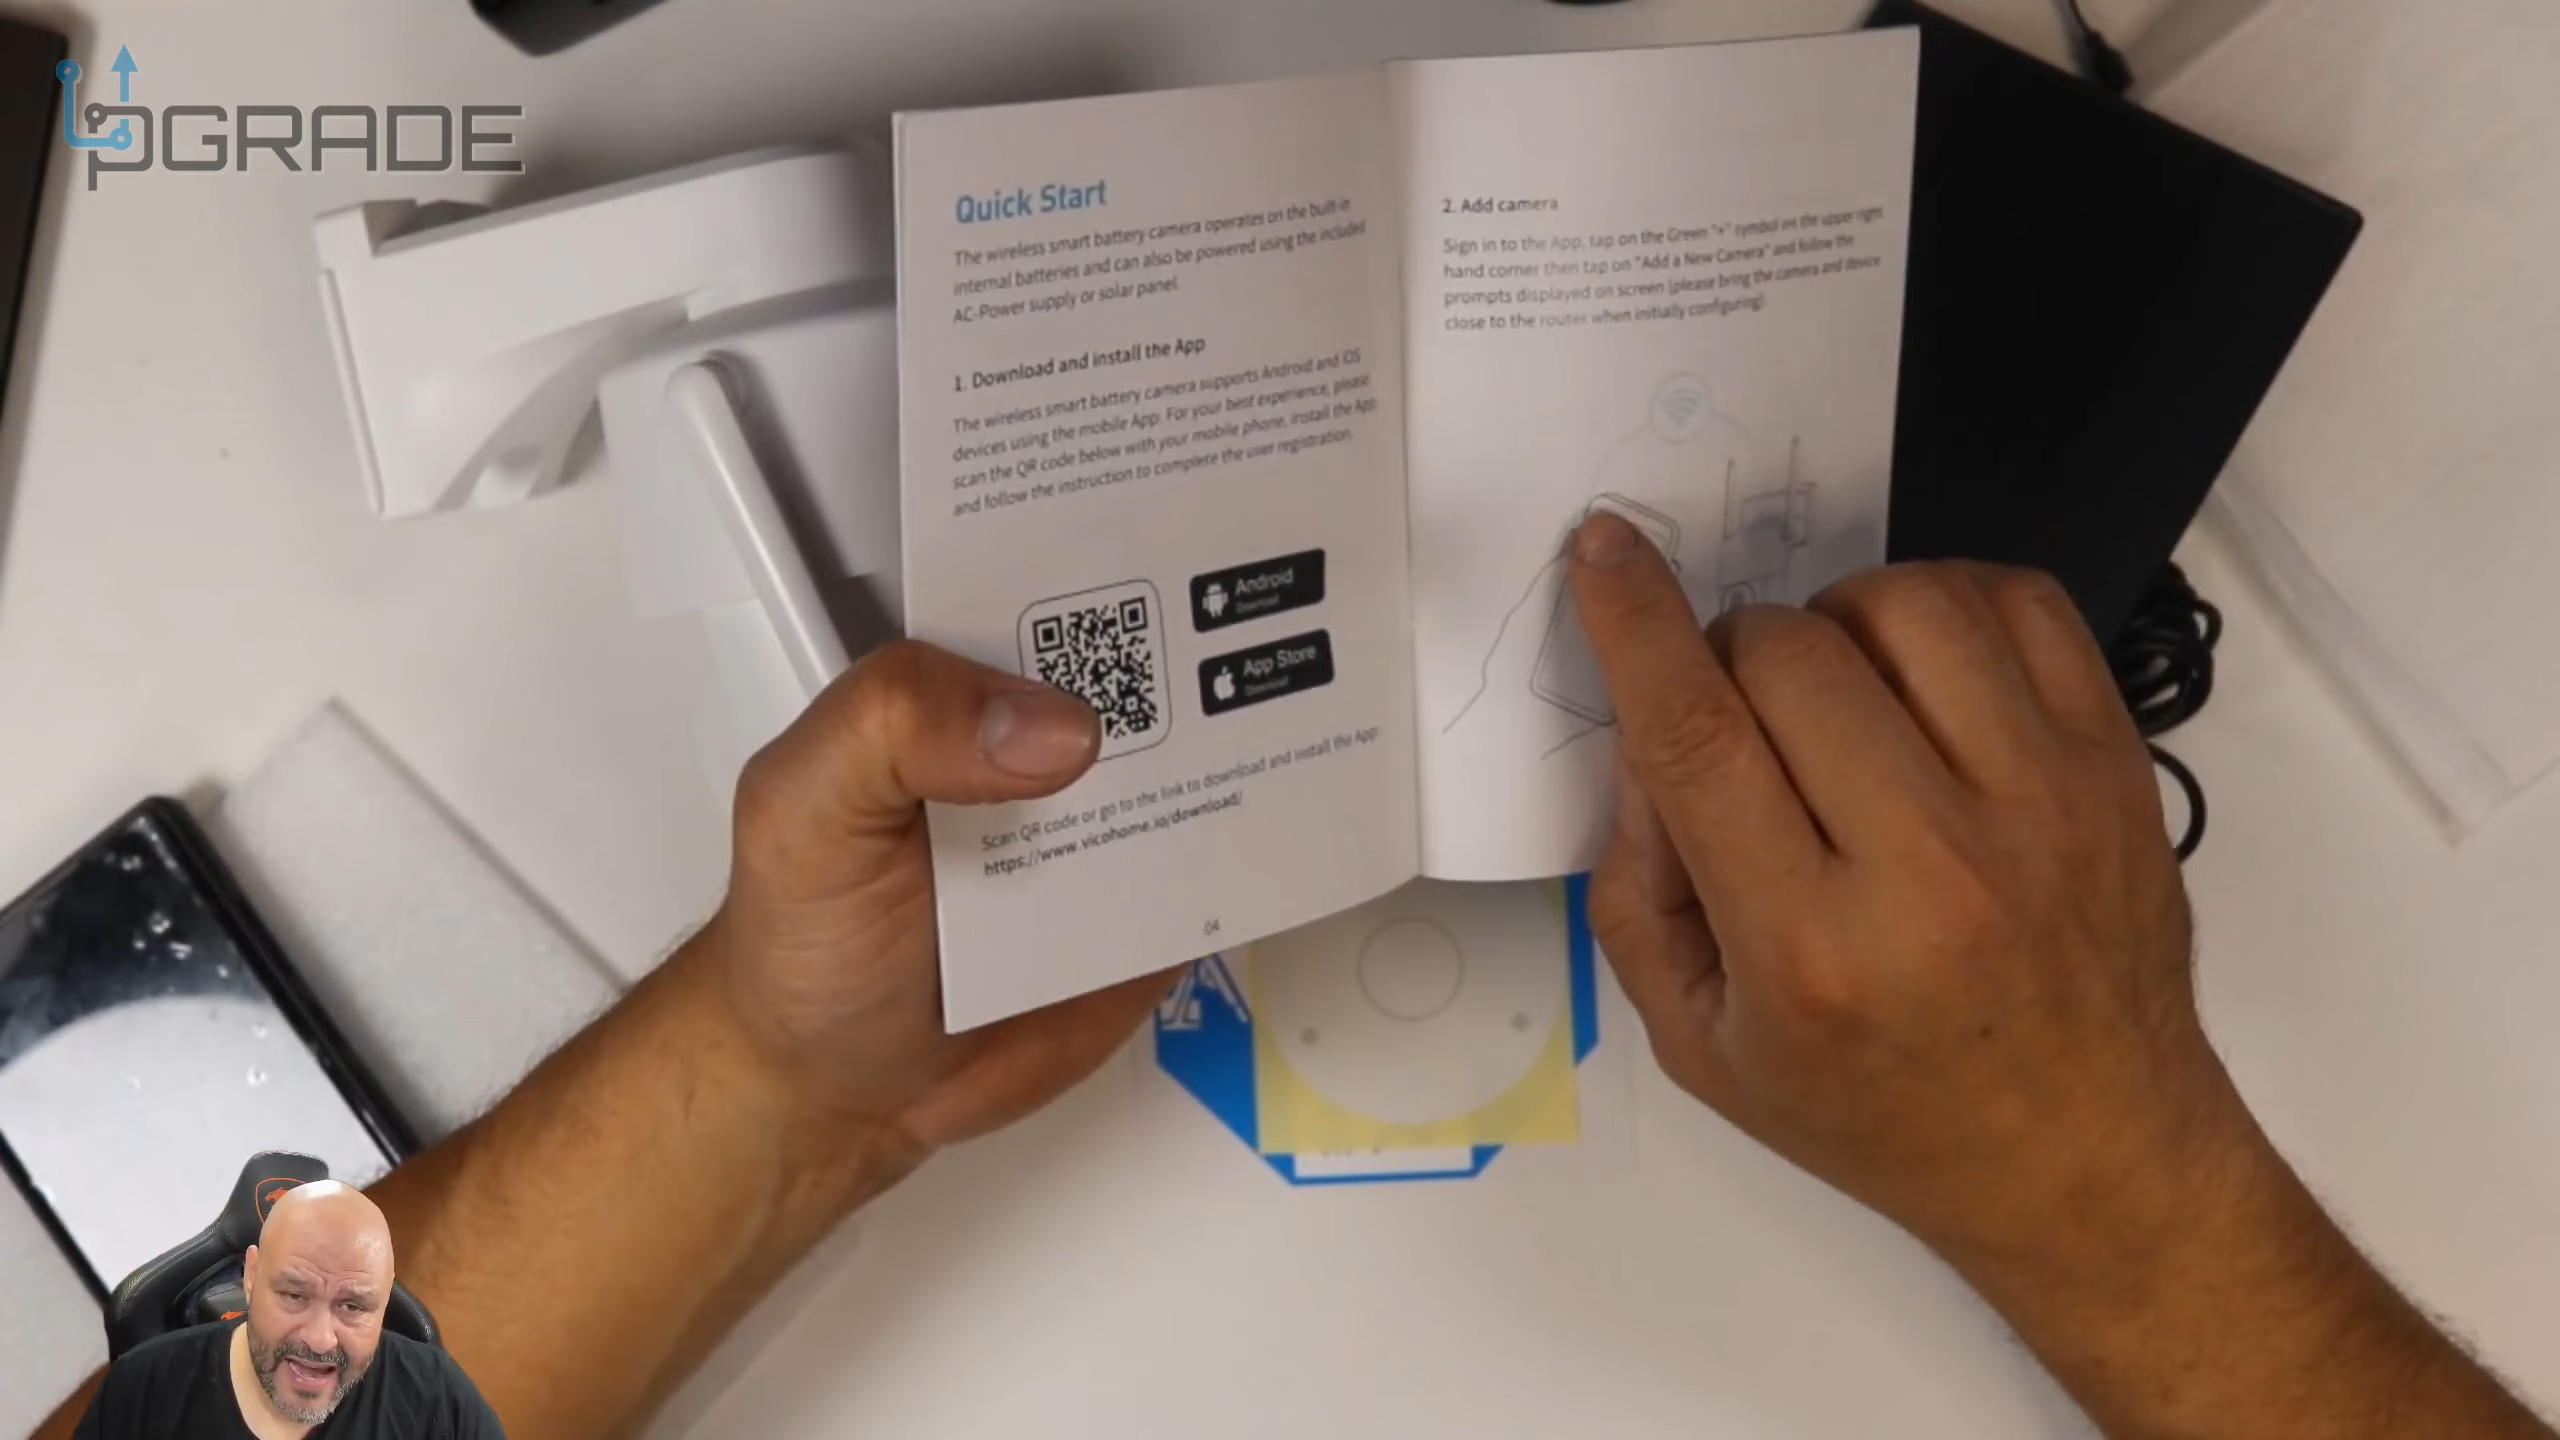 UPGRADE
Quick Start
The wireless smart battery camera operates on the built-in
internal batteries and can also be powered using the included
AC-Power supply or solar panel.
1. Download and install the App
The wireless smart battery camera supports Android and iOS
devices using the mobile App. For your best experience, please
scan the QR code below with your mobile phone, install the App
and follow the instruction to complete the user registration.
Android
Download
App Store
Download
Scan QR code or go to the link to download and install the App:
https://www.vicohome.io/download/
04
2. Add camera
Sign in to the App, tap on the Green "+" symbol on the upper right
hand corner then tap on "Add a New Camera" and follow the
prompts displayed on screen (please bring the camera and device
close to the router when initially configuring).